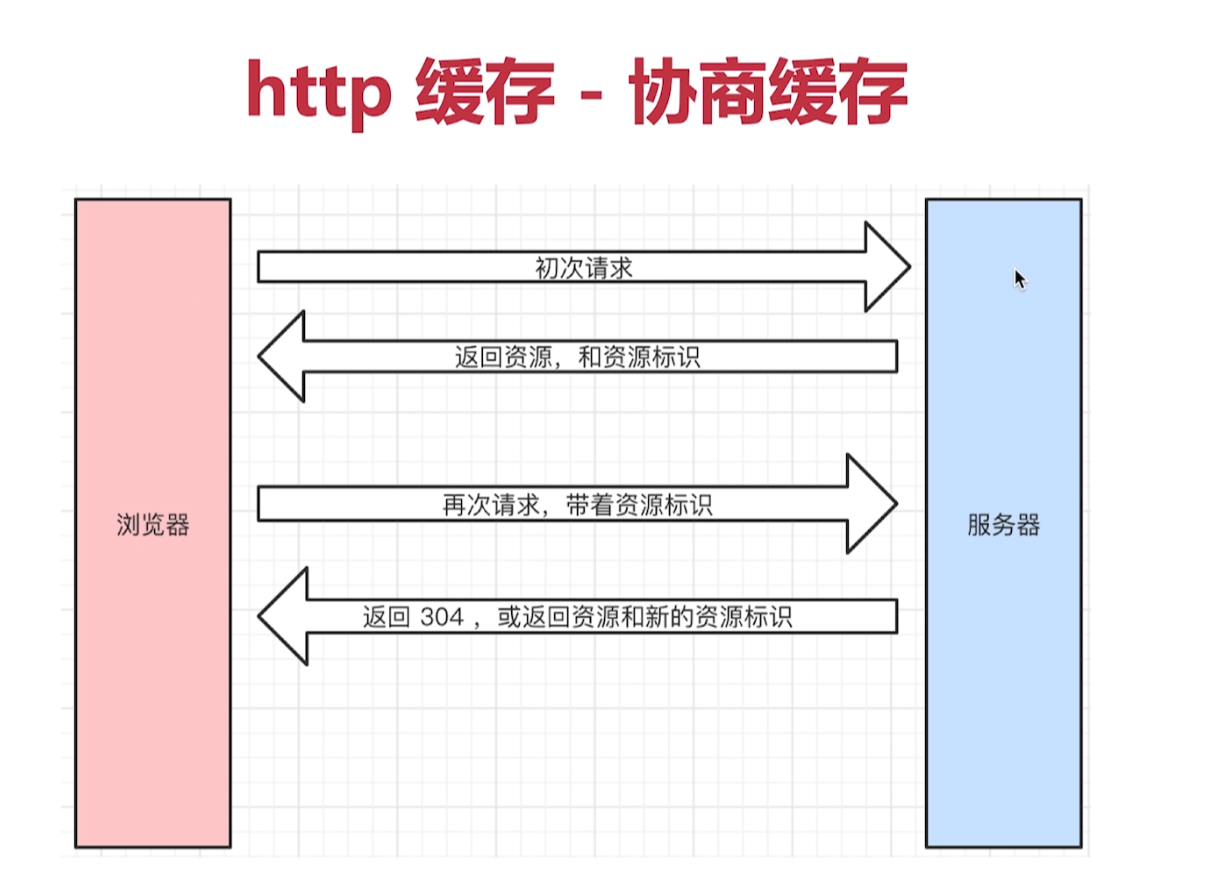 http 缓存 - 协商缓存
初次请求
返回资源，和资源标识
再次请求，带着资源标识
浏览器
服务器
返回 304 ，或返回资源和新的资源标识